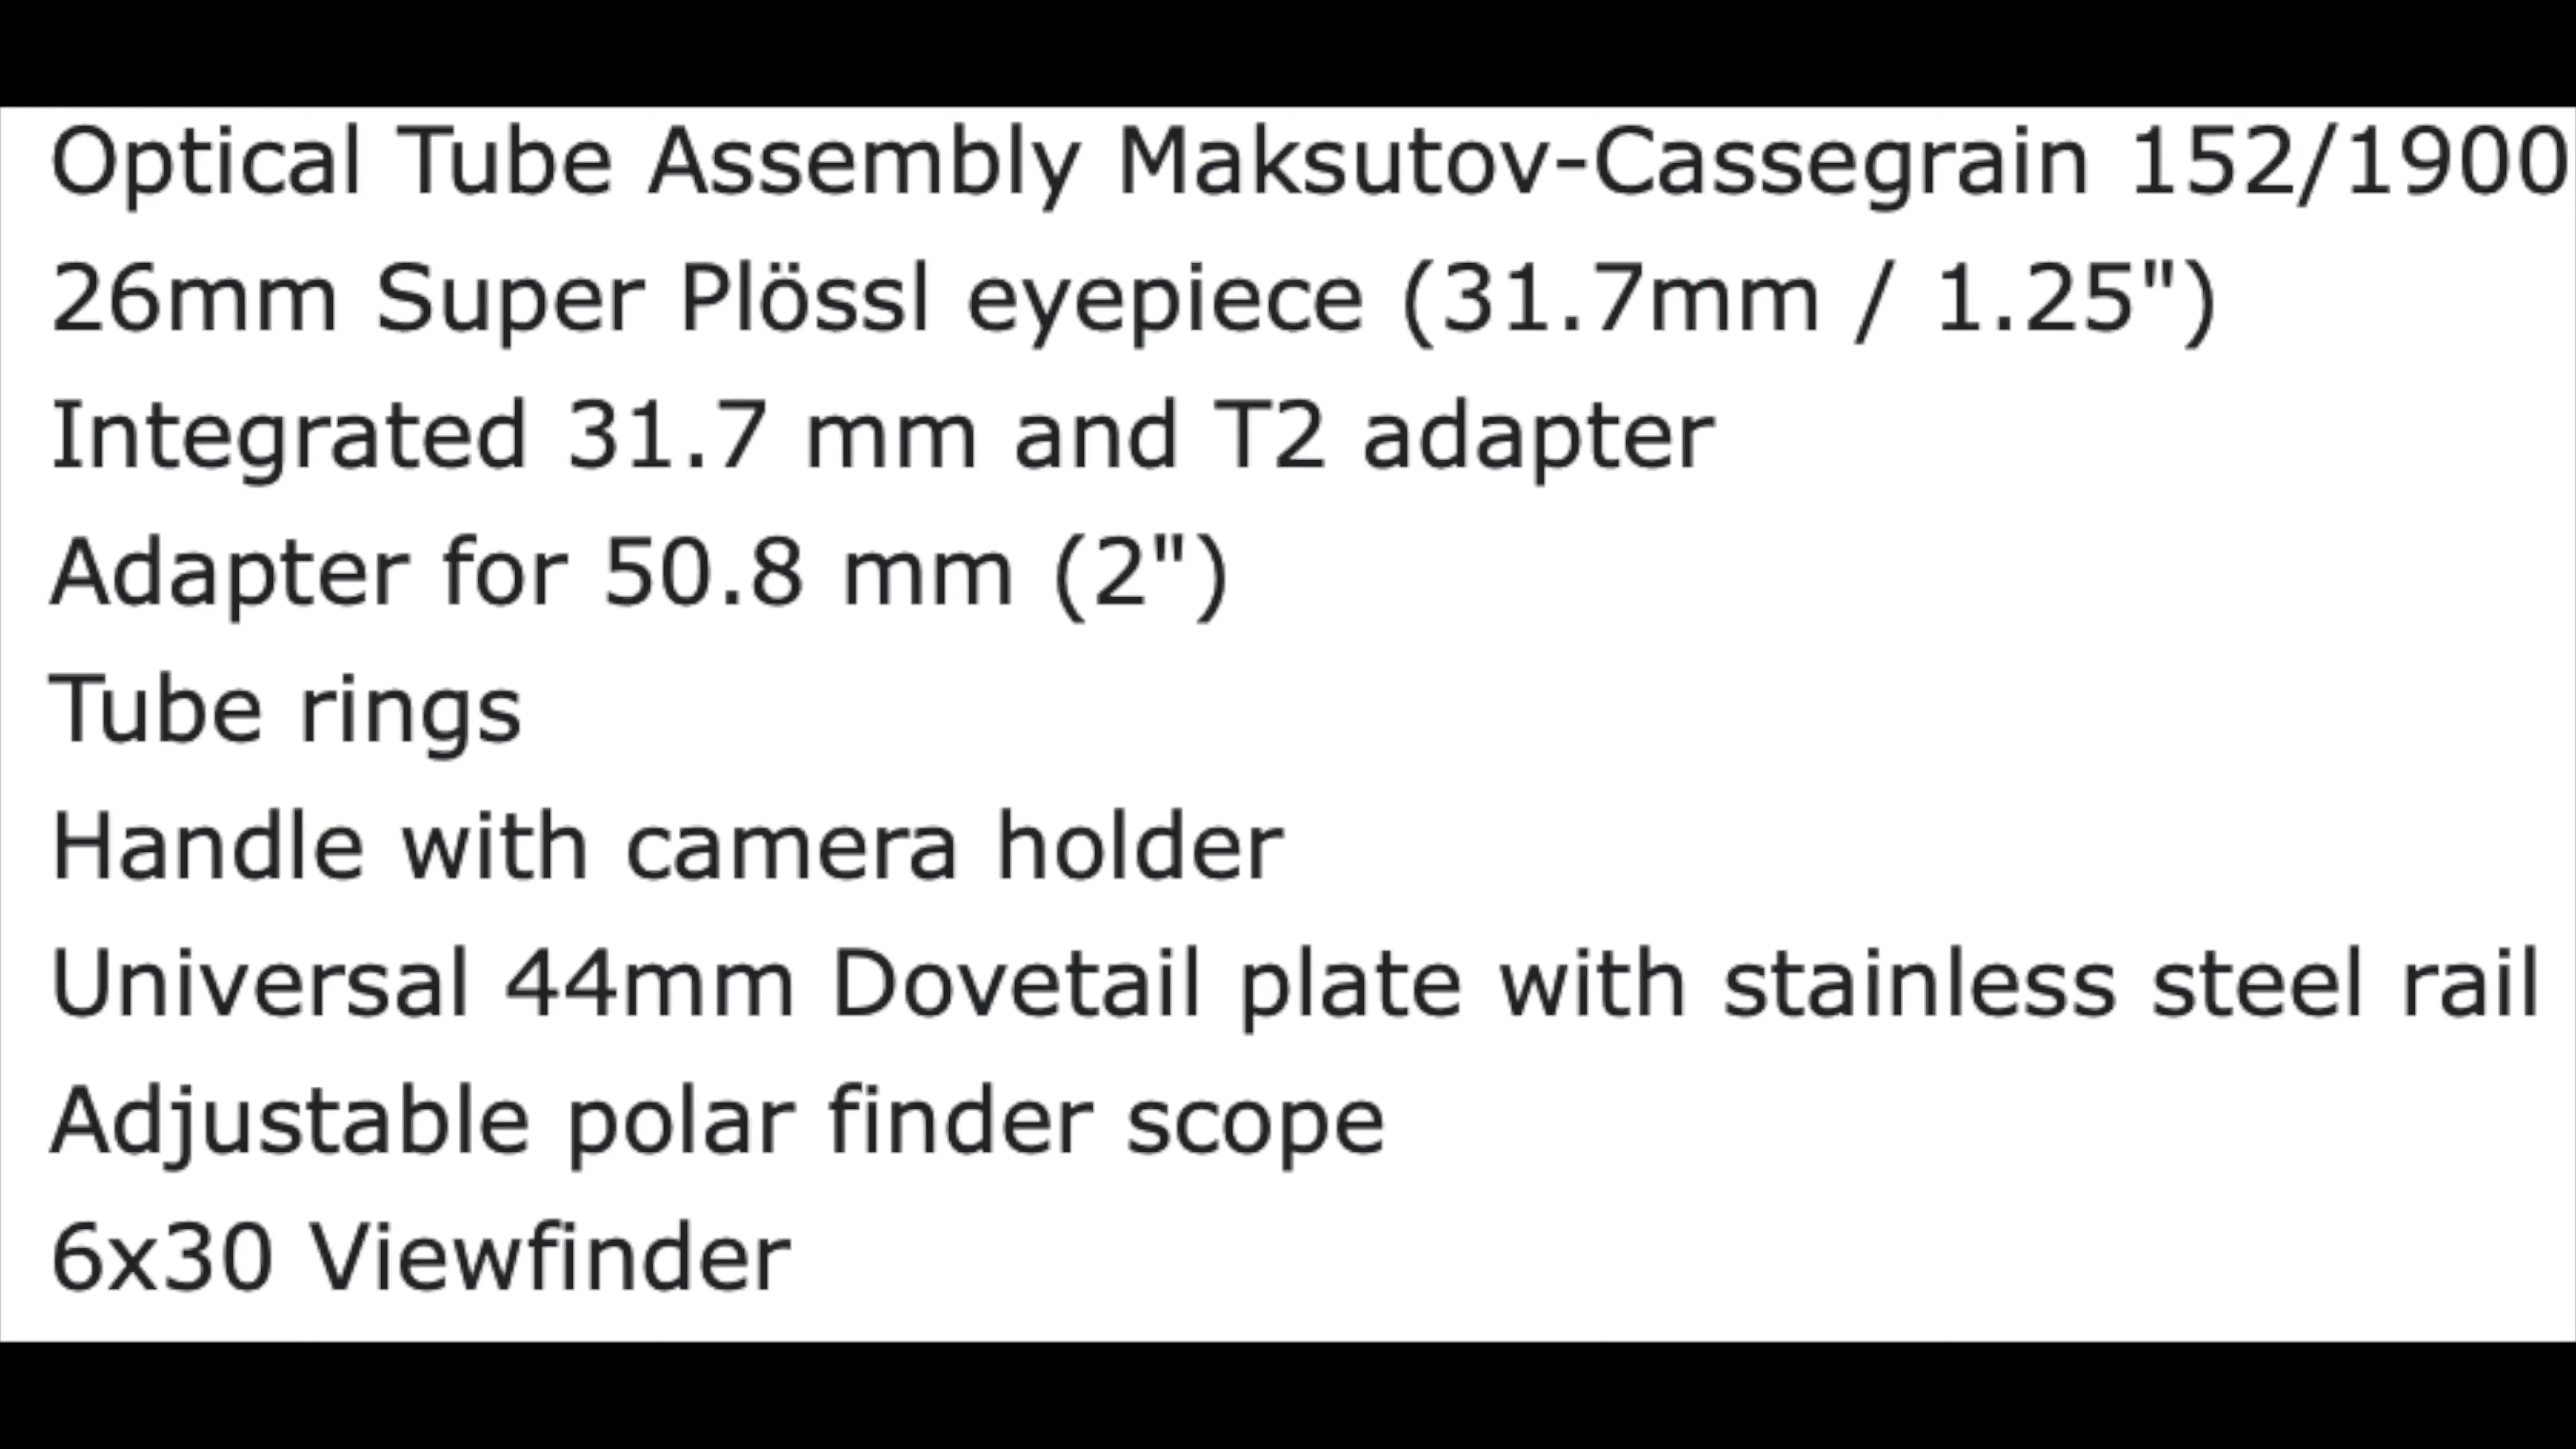 Optical Tube Assembly Maksutov-Cassegrain 152/1900
26mm Super Plössl eyepiece (31.7mm / 1.25")
Integrated 31.7 mm and T2 adapter
Adapter for 50.8 mm (2")
Tube rings
Handle with camera holder
Universal 44mm Dovetail plate with stainless steel rail
Adjustable polar finder scope
6x30 Viewfinder